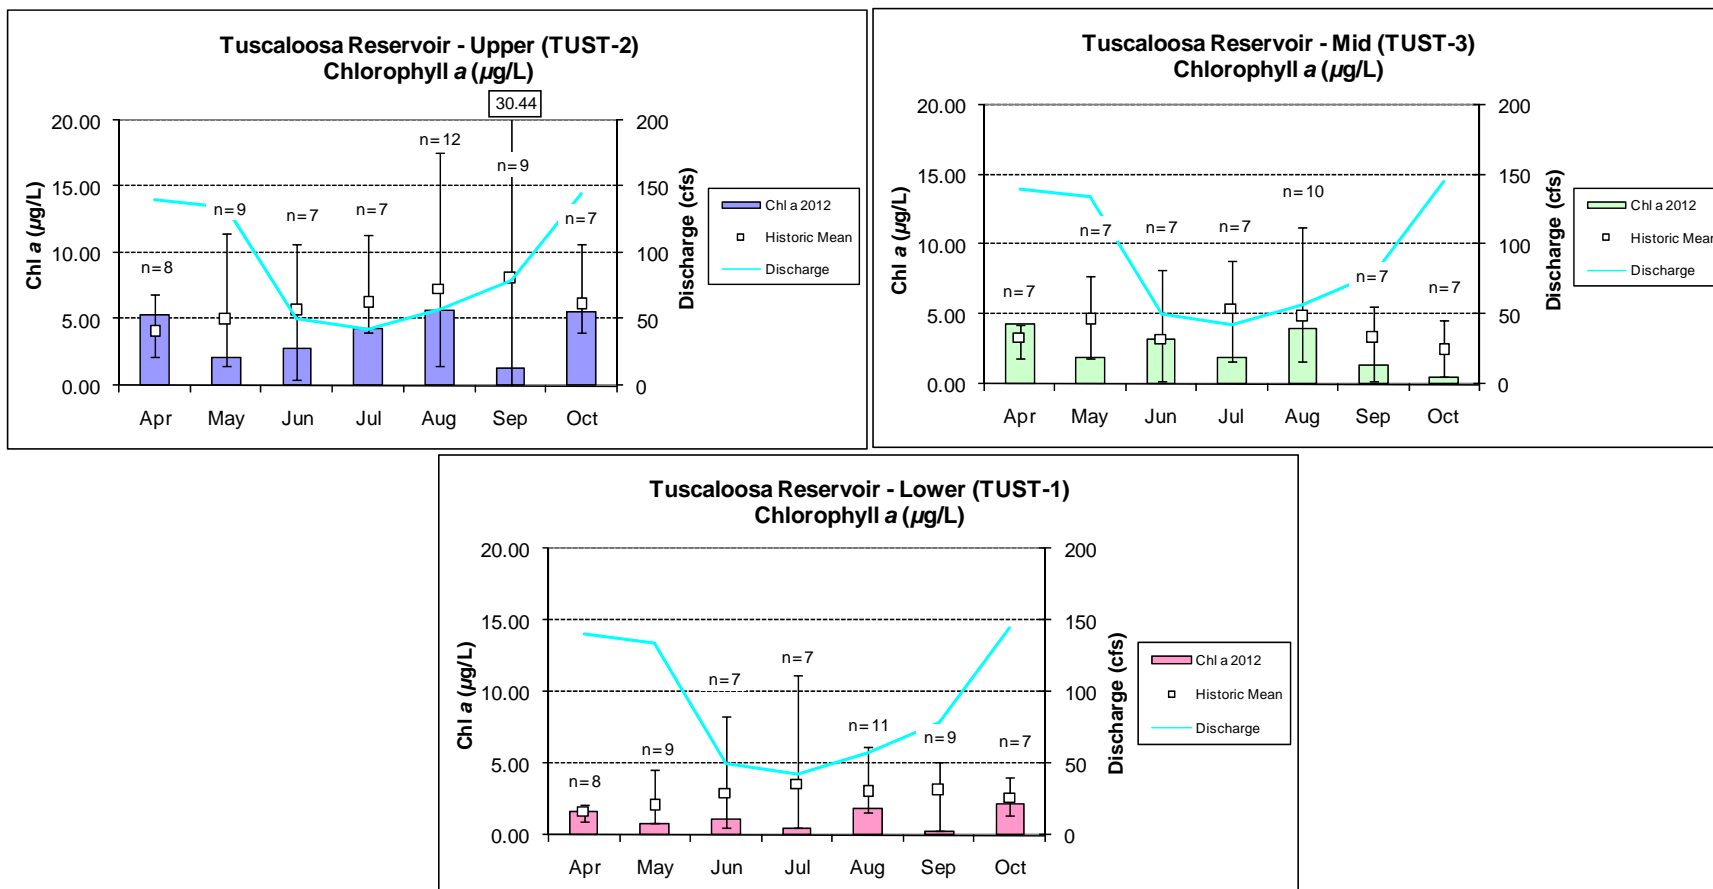 Tuscaloosa Reservoir - Upper (TUST-2)
Chlorophyll a (µg/L)
30.44
20.00
15.00
10.00
5.00
0.00
Chl a (µg/L)
n=8
n=9
n=7
n=7
n=12
n=9
n=7
200
150
100
50
0
Discharge (cfs)
Apr May Jun Jul Aug Sep Oct
Chl a 2012
Historic Mean
Discharge
Tuscaloosa Reservoir - Mid (TUST-3)
Chlorophyll a (µg/L)
20.00
15.00
10.00
5.00
0.00
Chl a (µg/L)
n=7
n=7
n=7
n=7
n=10
n=7
n=7
200
150
100
50
0
Discharge (cfs)
Apr May Jun Jul Aug Sep Oct
Chl a 2012
Historic Mean
Discharge
Tuscaloosa Reservoir - Lower (TUST-1)
Chlorophyll a (µg/L)
20.00
15.00
10.00
5.00
0.00
Chl a (µg/L)
n=8
n=9
n=7
n=7
n=11
n=9
n=7
200
150
100
50
0
Discharge (cfs)
Apr May Jun Jul Aug Sep Oct
Chl a 2012
Historic Mean
Discharge